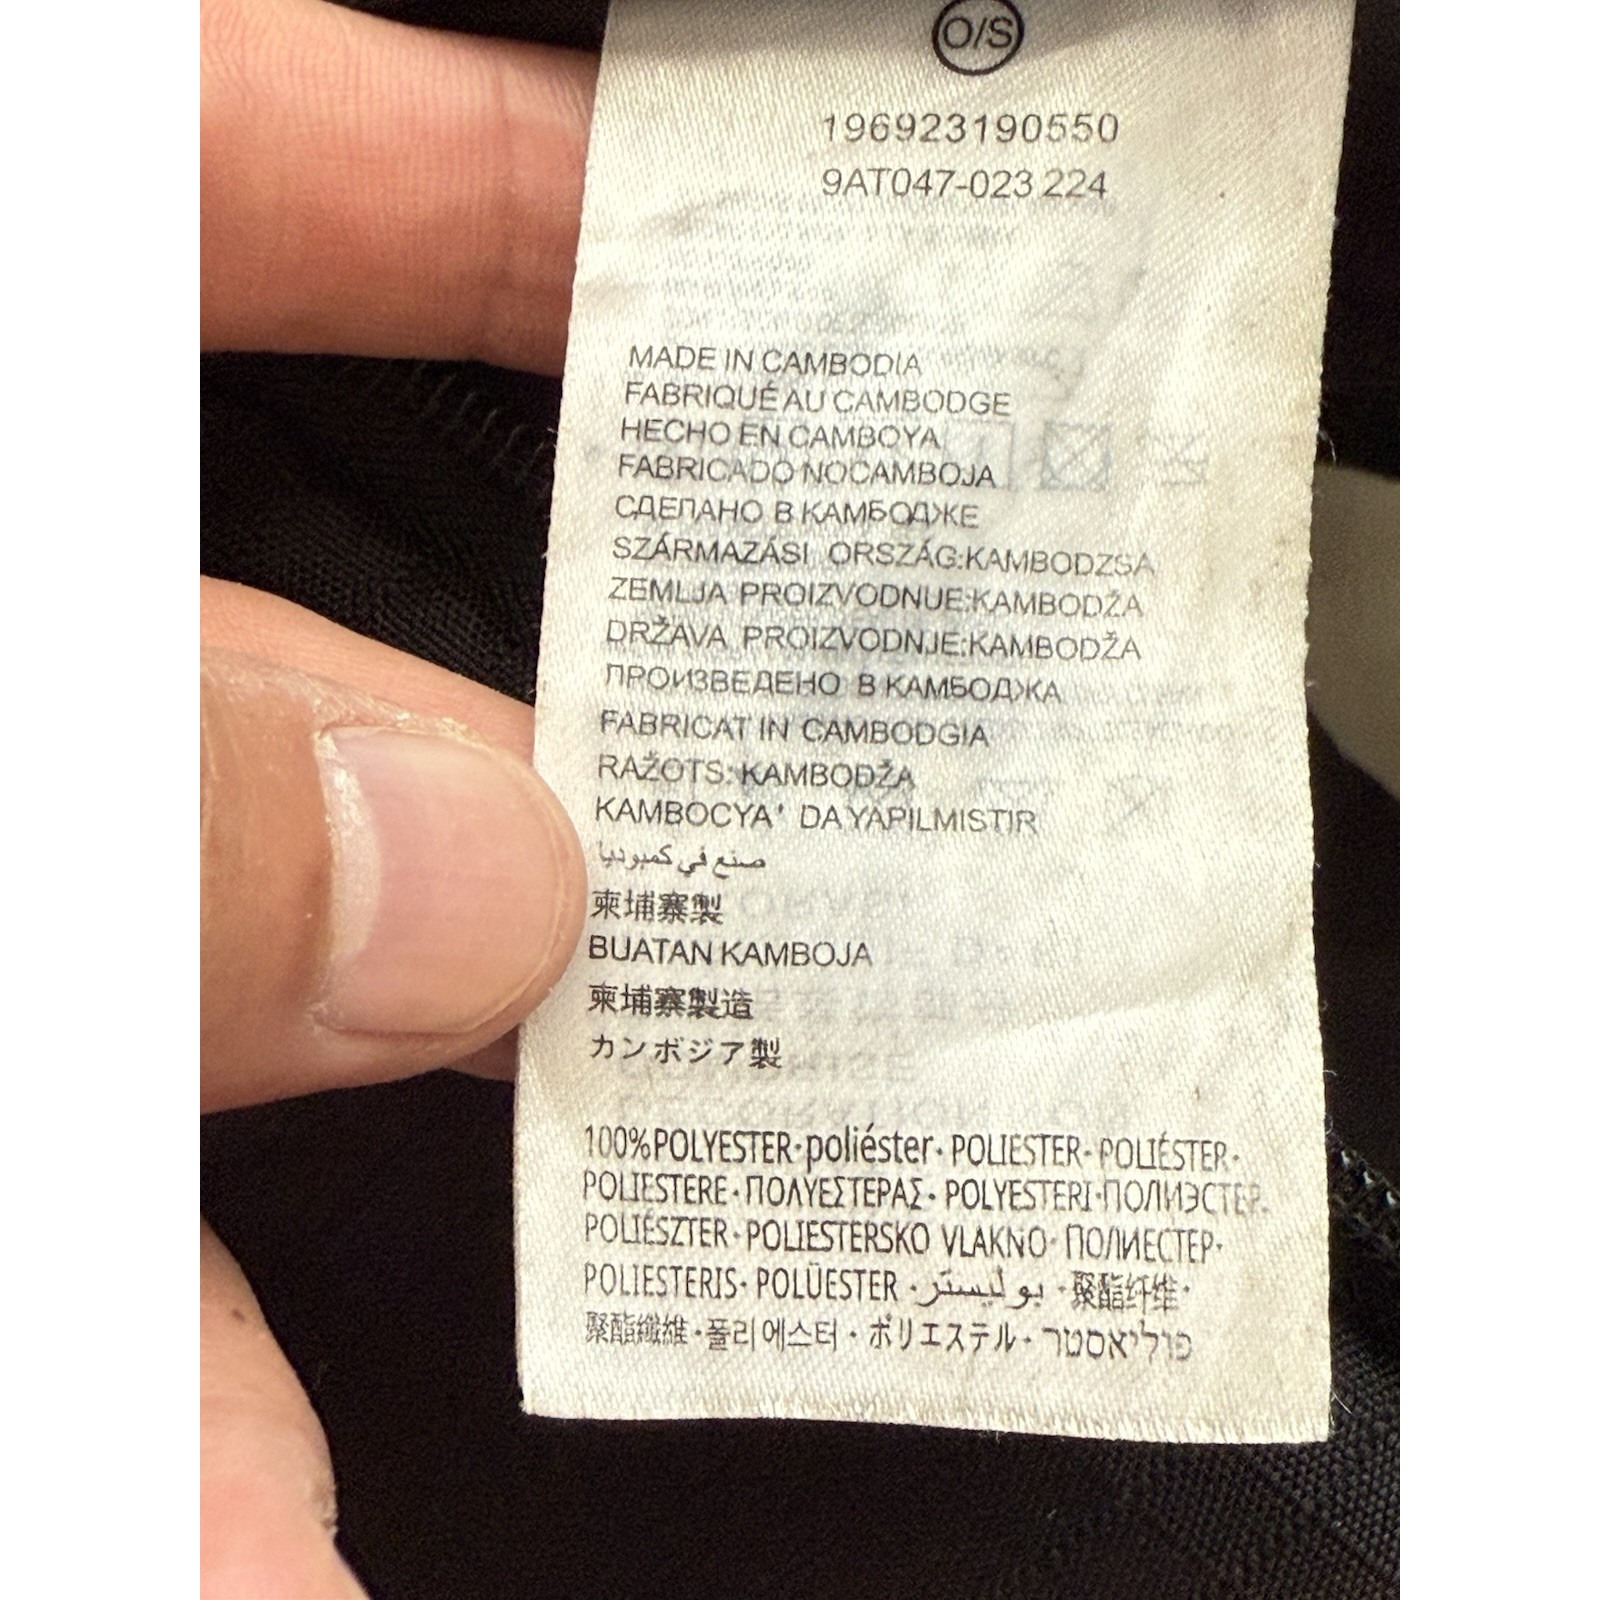 O/S
196923190550
9AT047-023 224
MADE IN CAMBODIA
FABRIQUÉ AU CAMBODGE
HECHO EN CAMBOYA
FABRICADO NOCAMBOJA
СДЕЛАНО В КАМБОДЖЕ
SZÁRMAZÁSI ORSZÁG:KAMBODZSA
ZEMLJA PROIZVODNUE:KAMBODŽA
DRŽAVA PROIZVODNJE:KAMBODŽA
ПРОИЗВЕДЕНО В КАМБОДЖА
FABRICAT IN CAMBODGIA
RAŽOTS: KAMBODŽA
KAMBOCYA' DA YAPILMISTIR
صنع في كمبوديا
柬埔寨製
BUATAN KAMBOJA
柬埔寨製造
カンボジア製
100%POLYESTER·poliéster· POLIESTER· POLIÉSTER·
POLIESTERE· ΠΟΛΥΕΣΤΕΡΑΣ· POLYESTERI·ПОЛИЭСТЕР·
POLIÉSZTER· POLIESTERSKO VLAKNO· ПОЛИЕСТЕР·
POLIESTERIS· POLÜESTER · بوليستر · 聚酯纤维·
聚酯纖維 · 폴리에스터 · ポリエステル· פוליאסטר